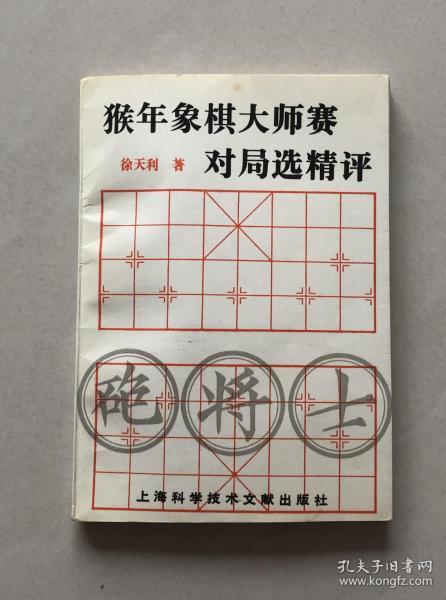 猴年象棋大师赛
对局选精评
徐天利 著
砲 将 士
上海科学技术文献出版社
孔夫子旧书网
www.kongfz.com